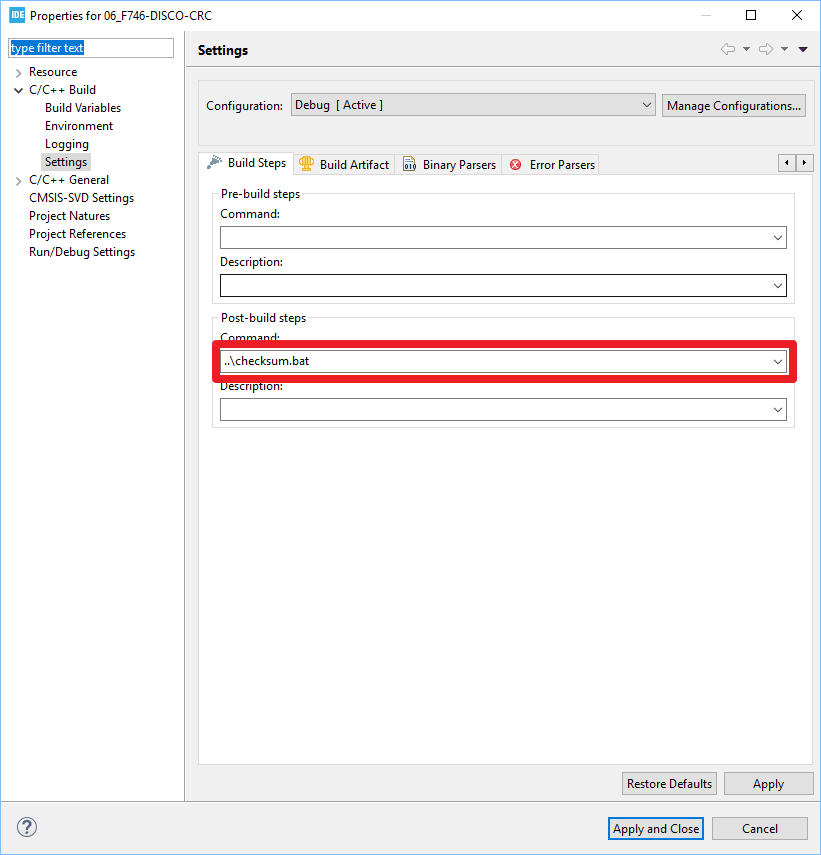 IDE Properties for 06_F746-DISCO-CRC
type filter text
Settings
Resource
C/C++ Build
Build Variables
Environment
Logging
Settings
C/C++ General
CMSIS-SVD Settings
Project Natures
Project References
Run/Debug Settings
Configuration: Debug [ Active ] Manage Configurations...
Build Steps Build Artifact 010 Binary Parsers Error Parsers
Pre-build steps
Command:
Description:
Post-build steps
Command:
..\checksum.bat
Description:
Restore Defaults Apply
? Apply and Close Cancel